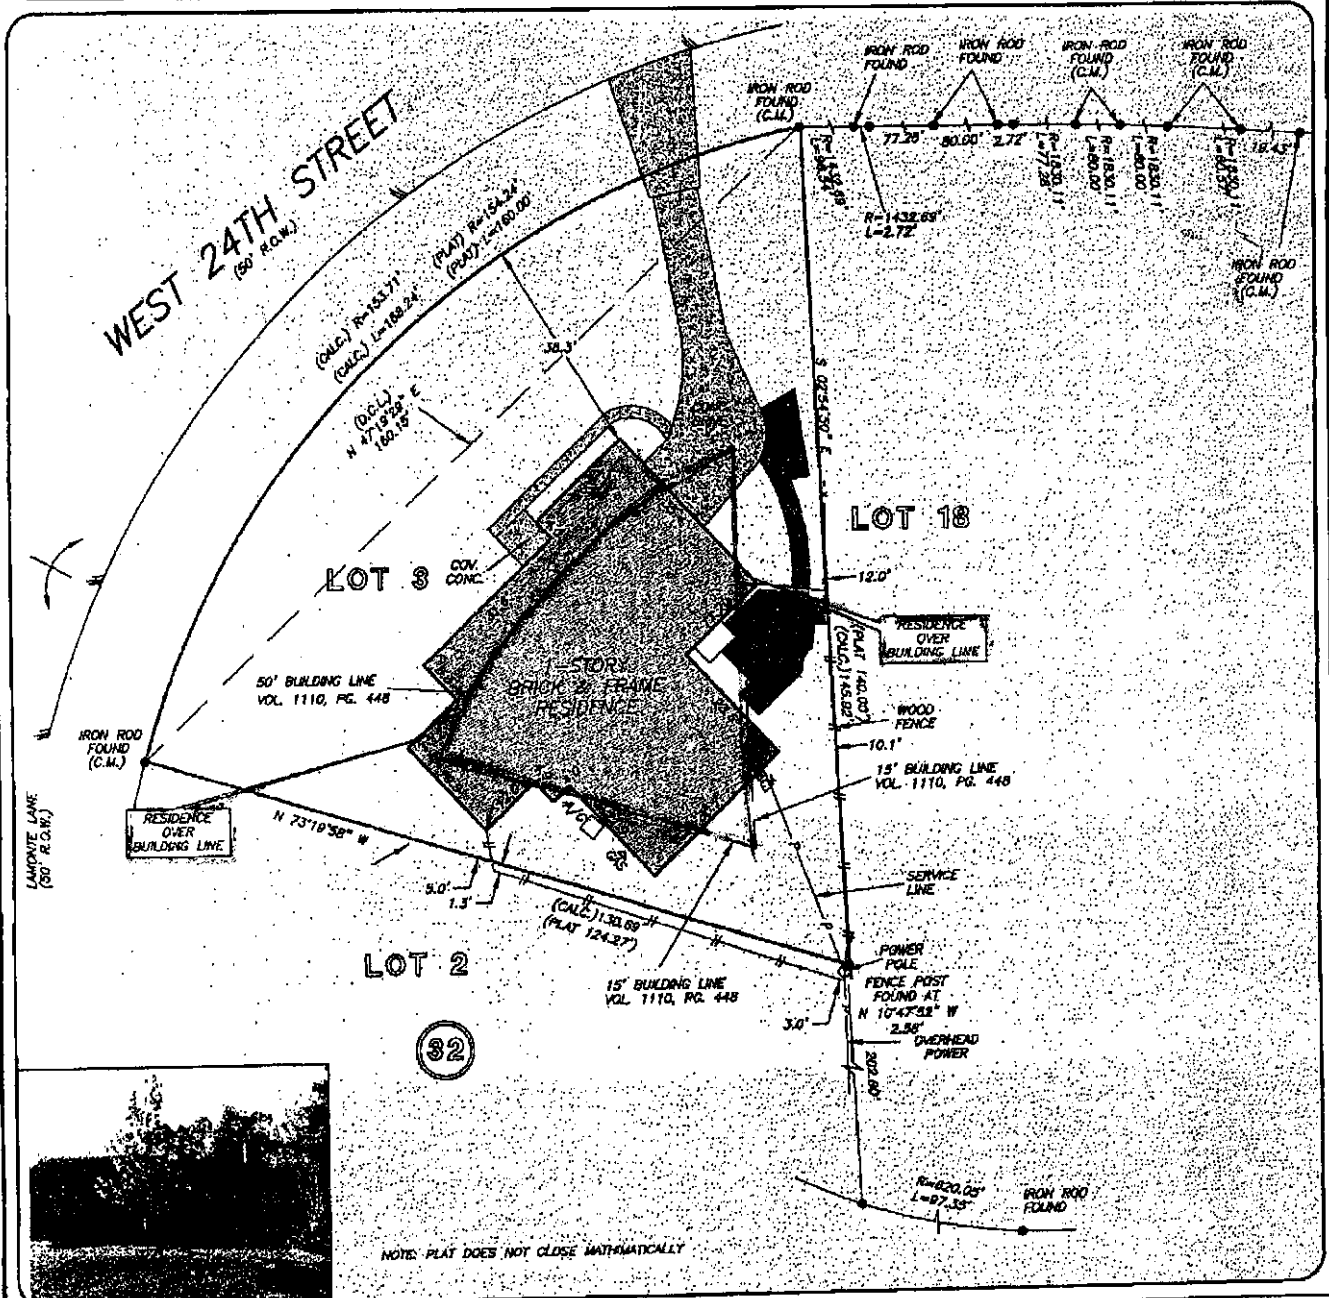 WEST 24TH STREET
(50' R.O.W.)
IRON ROD
FOUND
(C.M.)
IRON ROD
FOUND
IRON ROD
FOUND
IRON ROD
FOUND
(C.M.)
IRON ROD
FOUND
(C.M.)
77.28'
80.00'
2.72'
R=1830.11'
L=77.28
R=1830.11'
L=80.00
R=1830.11'
L=80.00
19.43'
R=1432.69'
L=2.72'
IRON ROD
FOUND
(C.M.)
(PLAT) R=154.24'
(PLAT) L=160.00'
(CALC.) R=153.71'
(CALC.) L=168.24'
(D.C.L.)
N 47°19'29" E
160.15'
38.3'
S 02°54'50" E
LOT 18
LOT 3
COV.
CONC.
12.0'
RESIDENCE
OVER
BUILDING LINE
(PLAT 140.00')
(CALC.) 145.02'
1-STORY
BRICK & FRAME
RESIDENCE
50' BUILDING LINE
VOL. 1110, PG. 448
WOOD
FENCE
10.1'
15' BUILDING LINE
VOL. 1110, PG. 448
IRON ROD
FOUND
(C.M.)
LAMONTE LANE
(50' R.O.W.)
RESIDENCE
OVER
BUILDING LINE
N 73°19'58" W
A/C
5.0'
1.3'
(CALC.) 130.69
(PLAT 124.27')
SERVICE
LINE
P
P
LOT 2
15' BUILDING LINE
VOL. 1110, PG. 448
POWER
POLE
FENCE POST
FOUND AT
N 10°47'52" W
2.58'
3.0'
OVERHEAD
POWER
202.60'
32
R=820.05'
L=97.35'
IRON ROD
FOUND
NOTE: PLAT DOES NOT CLOSE MATHMATICALLY